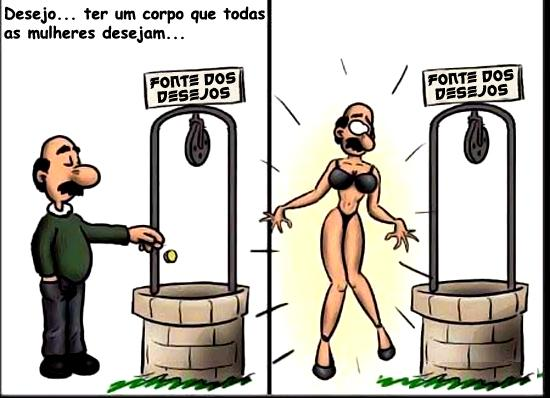 Desejo... ter um corpo que todas
as mulheres desejam...
FONTE DOS
DESEJOS
FONTE DOS
DESEJOS